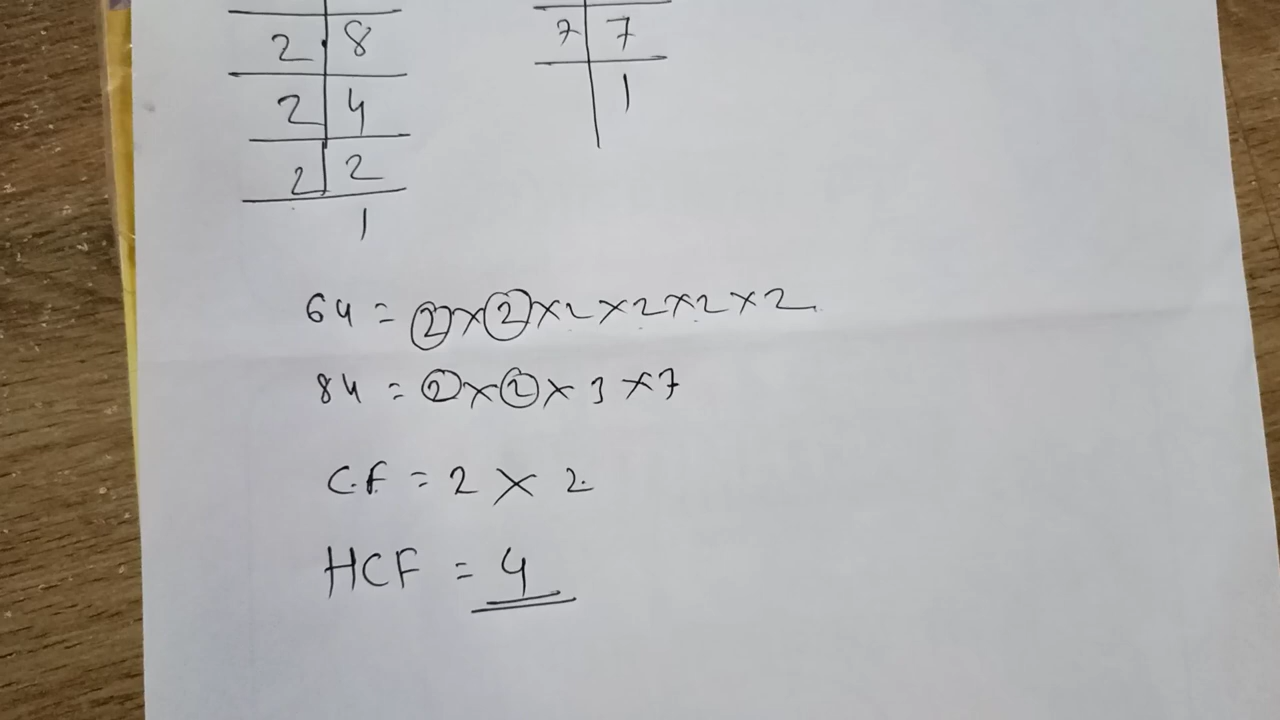 2 8
7 7
2 4
1
2 2
1
64 = 2×2×2×2×2×2
84 = 2×2×3×7
C.F. = 2 × 2
HCF = 4